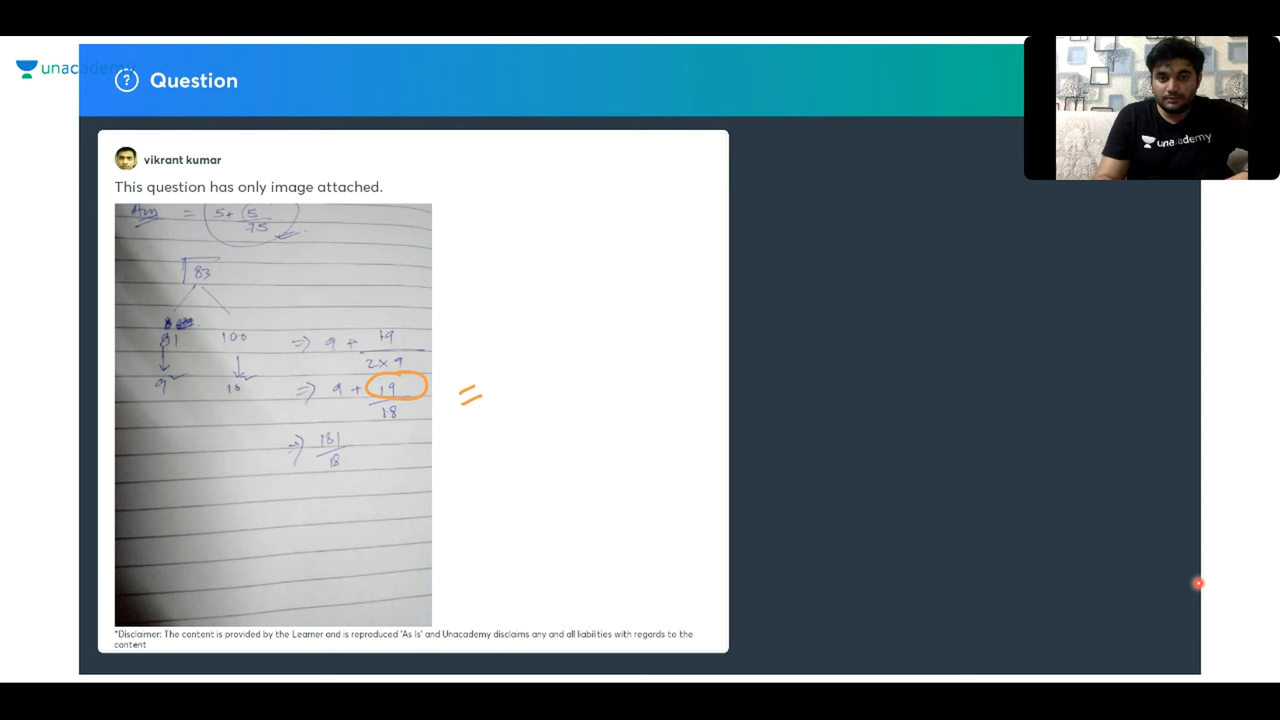 unacademy
? Question
unacademy
vikrant kumar
This question has only image attached.
Ans = 5+ 5
75
√83
81 100 ⇒ 9 + 19
2×9
9 10 ⇒ 9 + 19 =
18
⇒ 181
18
*Disclaimer: The content is provided by the Learner and is reproduced 'As Is' and Unacademy disclaims any and all liabilities with regards to the
content